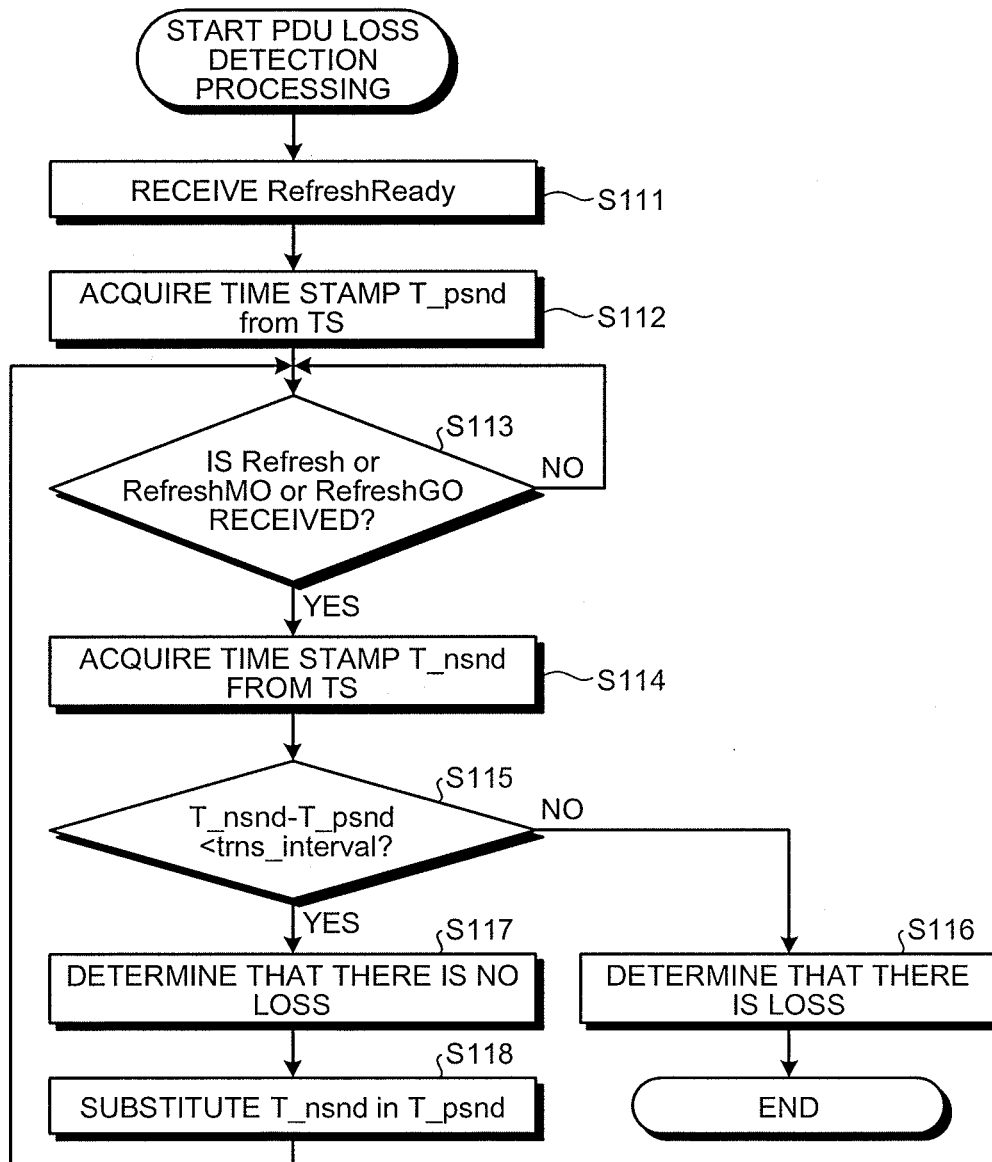 START PDU LOSS
DETECTION
PROCESSING
RECEIVE RefreshReady
S111
ACQUIRE TIME STAMP T_psnd
from TS
S112
S113
IS Refresh or
RefreshMO or RefreshGO
RECEIVED?
NO
YES
ACQUIRE TIME STAMP T_nsnd
FROM TS
S114
S115
T_nsnd-T_psnd
<trns_interval?
NO
YES
S117
DETERMINE THAT THERE IS NO
LOSS
S116
DETERMINE THAT THERE
IS LOSS
S118
SUBSTITUTE T_nsnd in T_psnd
END